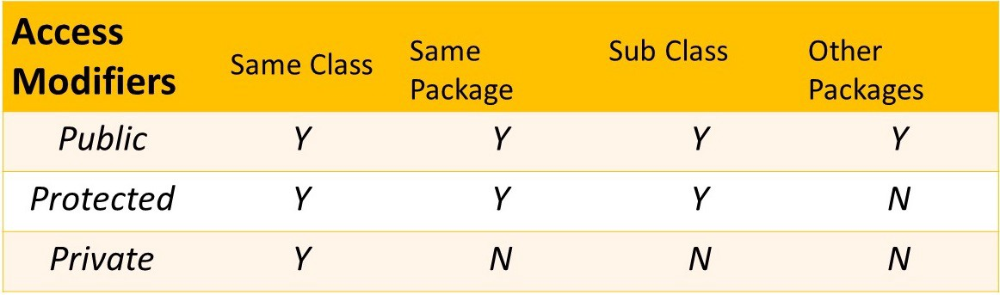 Access Modifiers Same Class Same Package Sub Class Other Packages
Public Y Y Y Y
Protected Y Y Y N
Private Y N N N